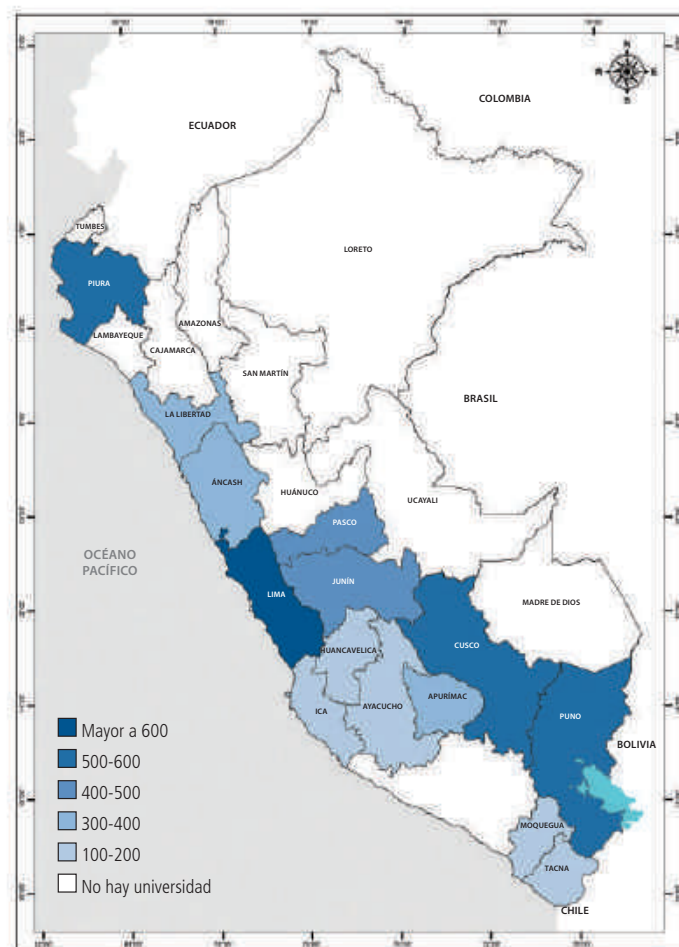 N
E
S
COLOMBIA
ECUADOR
TUMBES
LORETO
PIURA
AMAZONAS
LAMBAYEQUE
CAJAMARCA
SAN MARTÍN
BRASIL
LA LIBERTAD
ÁNCASH
HUÁNUCO
UCAYALI
PASCO
OCÉANO
PACÍFICO
JUNÍN
LIMA
MADRE DE DIOS
CUSCO
HUANCAVELICA
APURÍMAC
AYACUCHO
ICA
PUNO
BOLIVIA
MOQUEGUA
TACNA
CHILE
Mayor a 600
500-600
400-500
300-400
100-200
No hay universidad